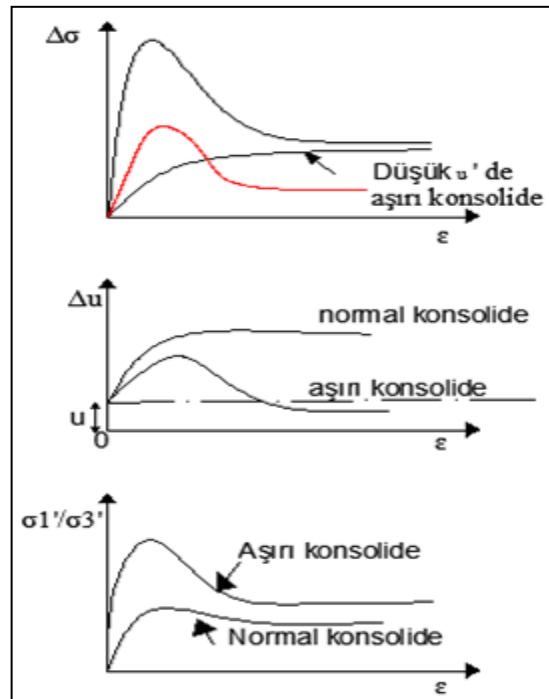 Δσ
Düşük u' de
aşırı konsolide
ε
Δu
normal konsolide
aşırı konsolide
u
0
ε
σ1'/σ3'
Aşırı konsolide
Normal konsolide
ε